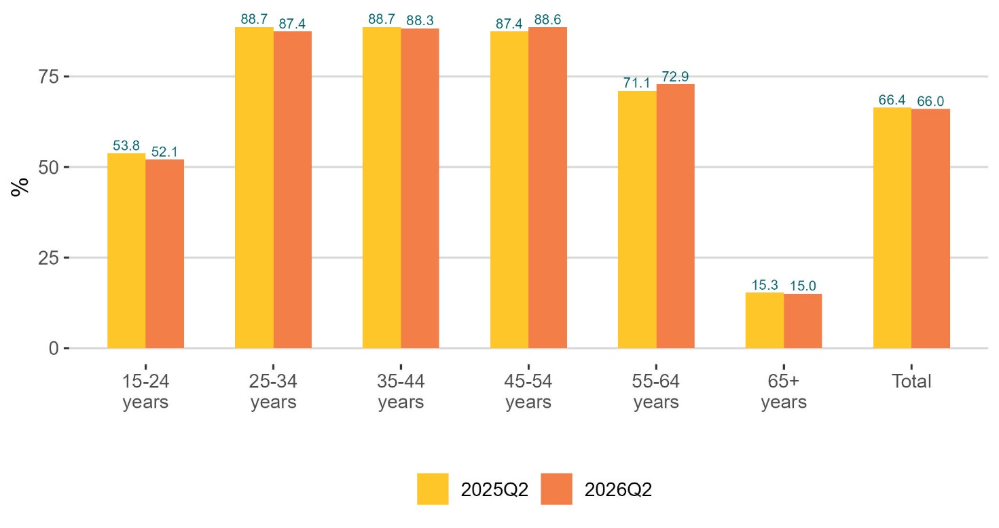 88.7 87.4
88.7 88.3
87.4 88.6
75
71.1 72.9
66.4 66.0
53.8 52.1
50
%
25
15.3 15.0
0
15-24
years
25-34
years
35-44
years
45-54
years
55-64
years
65+
years
Total
2025Q2
2026Q2